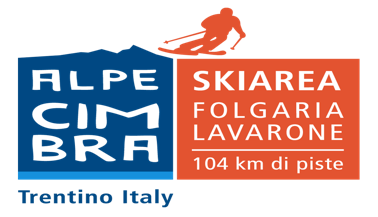 ALPE
CIM
BRA
SKIAREA
FOLGARIA
LAVARONE
104 km di piste
Trentino Italy